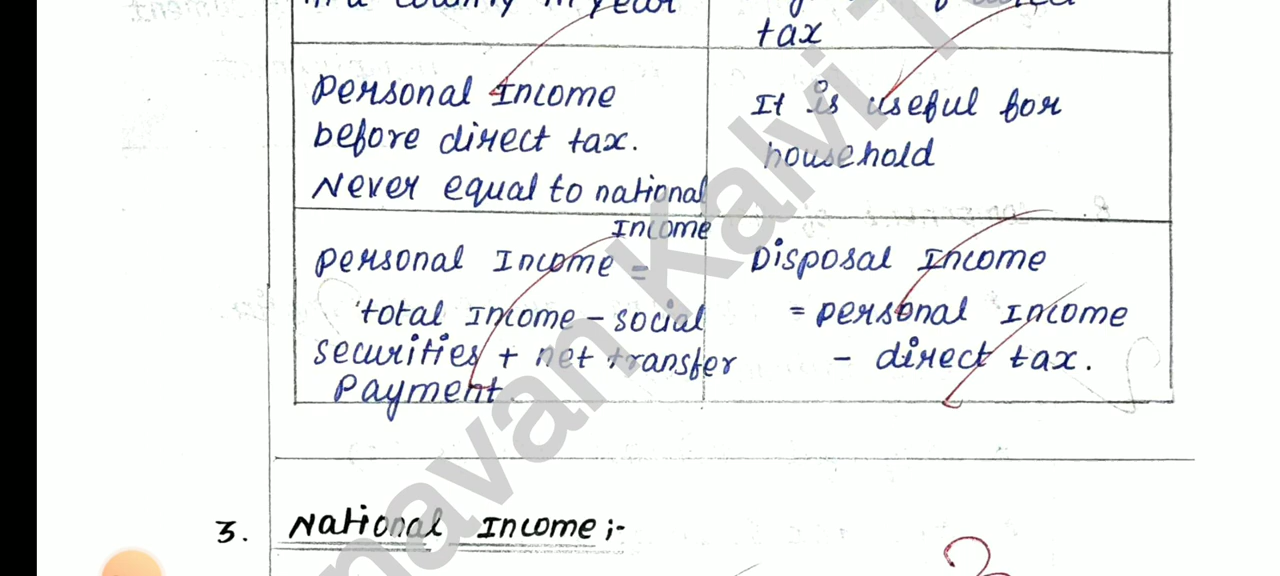 year
tax
Personal Income
before direct tax.
Never equal to national
Income
It is useful for
household
Personal Income =
total Income – social
securities + net transfer
Payment.
Disposal Income
= personal Income
– direct tax.
3. National Income ;-